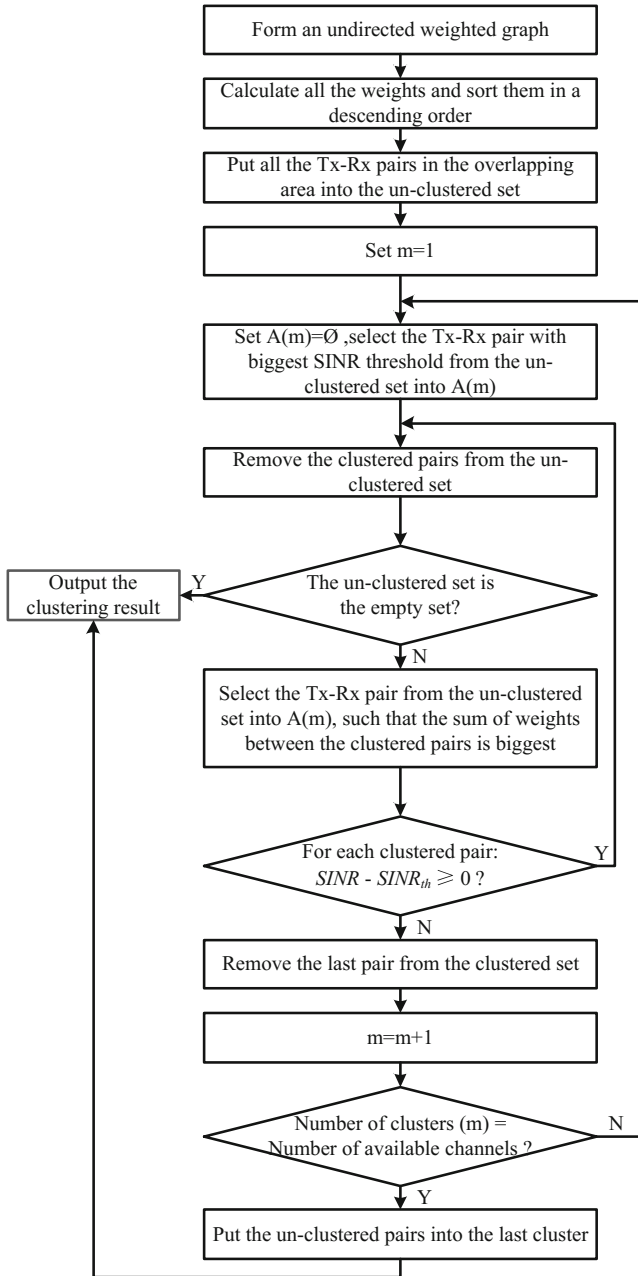 Form an undirected weighted graph
Calculate all the weights and sort them in a
descending order
Put all the Tx-Rx pairs in the overlapping
area into the un-clustered set
Set m=1
Set A(m)=Ø ,select the Tx-Rx pair with
biggest SINR threshold from the un-
clustered set into A(m)
Remove the clustered pairs from the un-
clustered set
The un-clustered set is
the empty set?
Y
Output the
clustering result
N
Select the Tx-Rx pair from the un-clustered
set into A(m), such that the sum of weights
between the clustered pairs is biggest
For each clustered pair:
SINR - SINRth ⩾ 0 ?
Y
N
Remove the last pair from the clustered set
m=m+1
Number of clusters (m) =
Number of available channels ?
N
Y
Put the un-clustered pairs into the last cluster